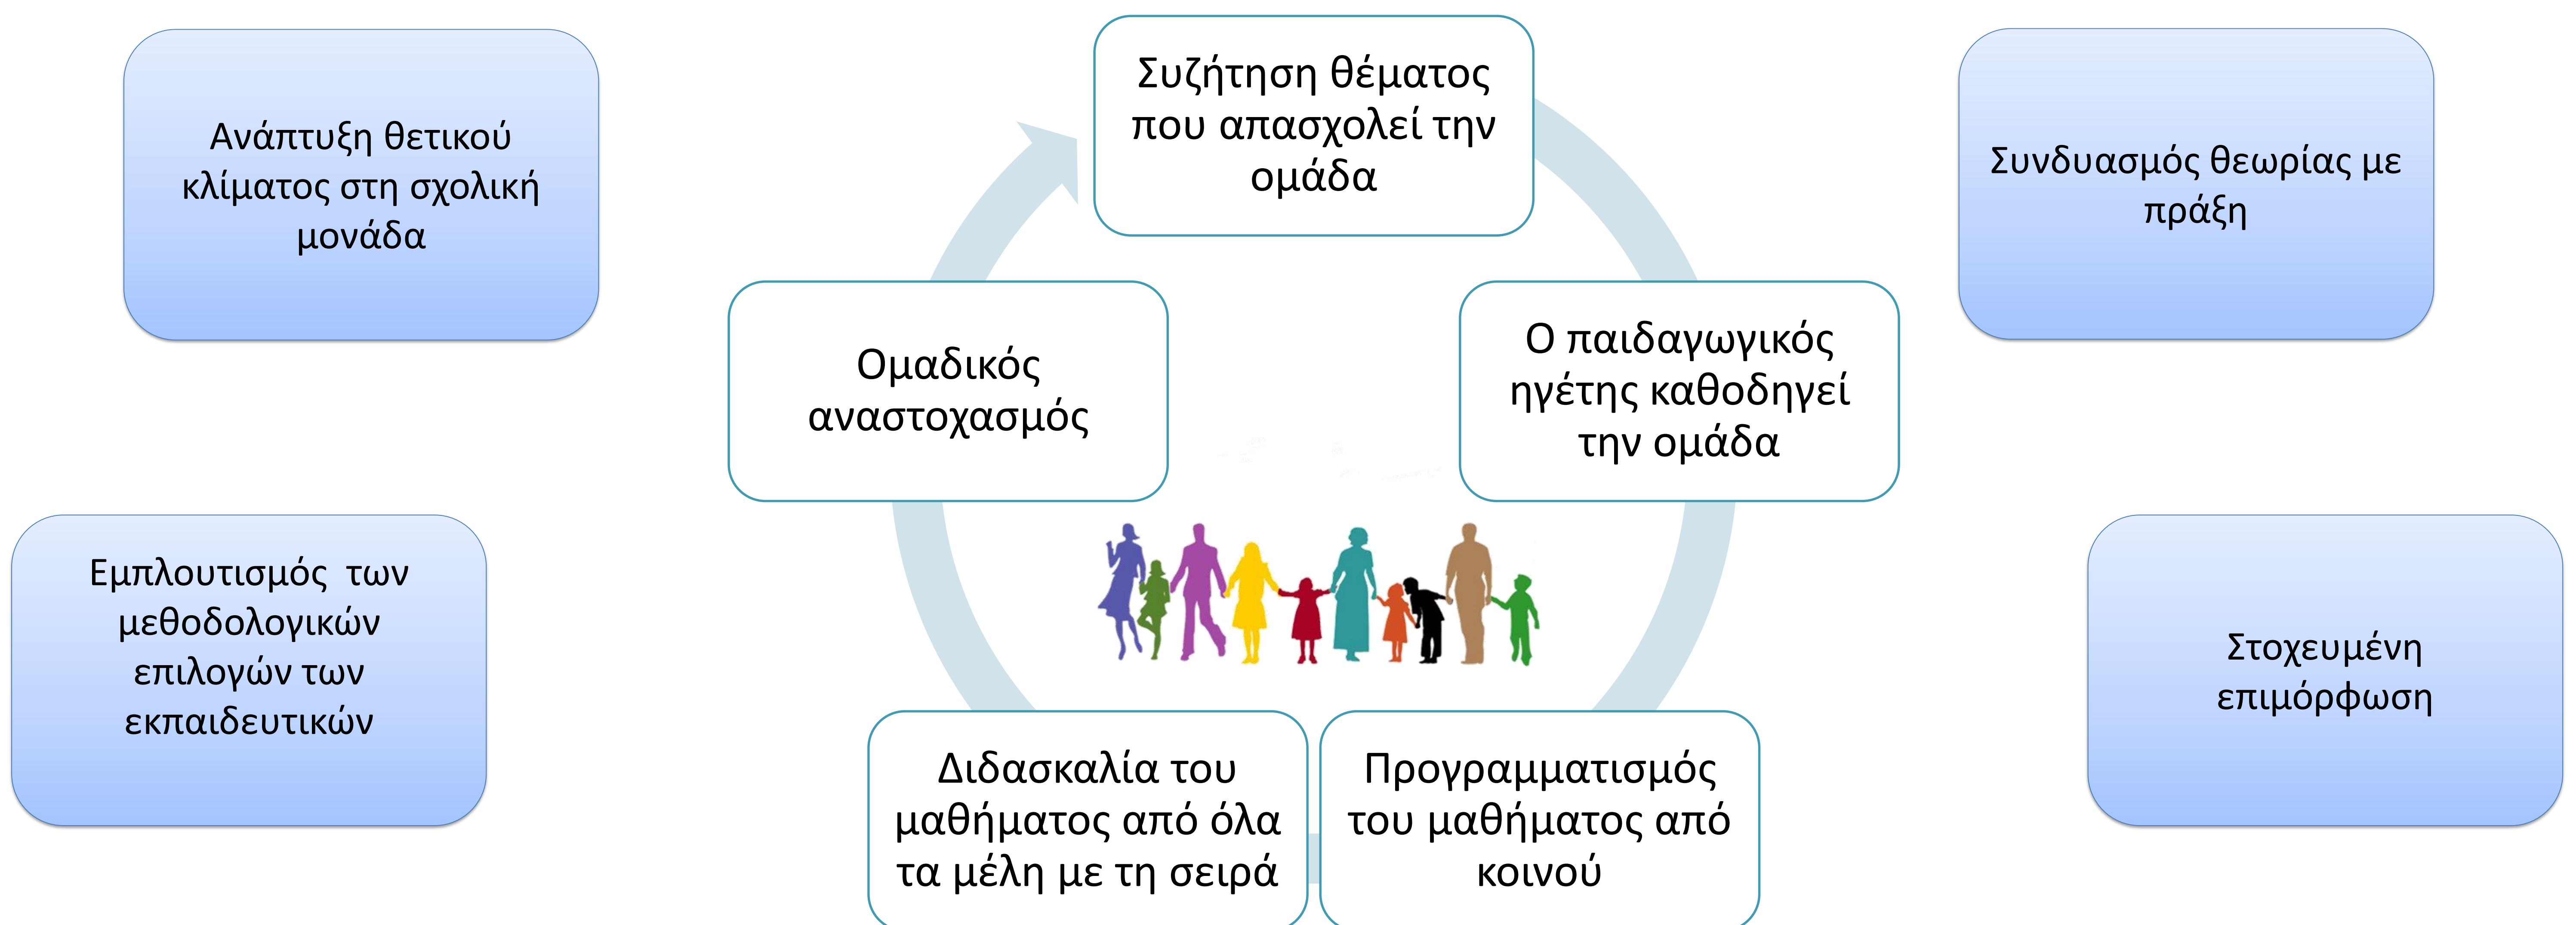 Ανάπτυξη θετικού
κλίματος στη σχολική
μονάδα
Συζήτηση θέματος
που απασχολεί την
ομάδα
Συνδυασμός θεωρίας με
πράξη
Ομαδικός
αναστοχασμός
Ο παιδαγωγικός
ηγέτης καθοδηγεί
την ομάδα
Εμπλουτισμός των
μεθοδολογικών
επιλογών των
εκπαιδευτικών
Στοχευμένη
επιμόρφωση
Διδασκαλία του
μαθήματος από όλα
τα μέλη με τη σειρά
Προγραμματισμός
του μαθήματος από
κοινού